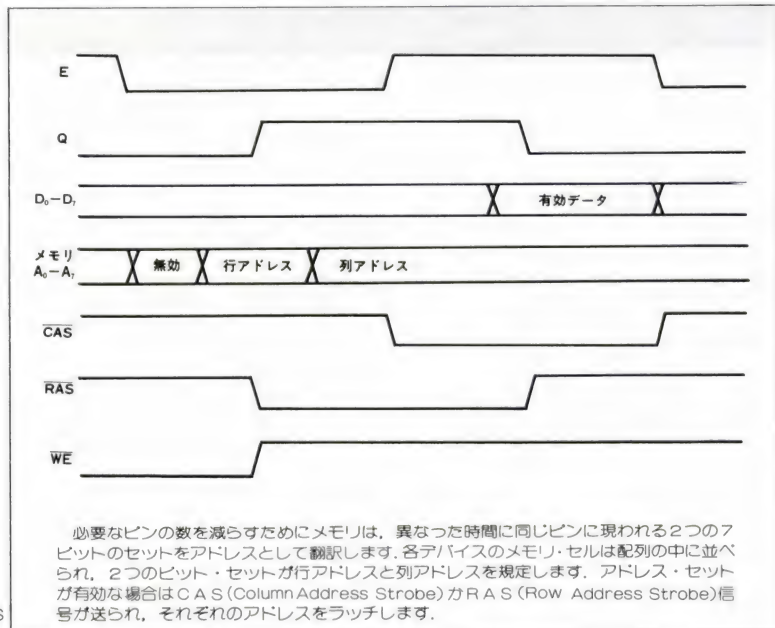 E
Q
D₀−D₇
有効データ
メモリ
A₀−A₇
無効
行アドレス
列アドレス
CAS
RAS
WE
必要なピンの数を減らすためにメモリは，異なった時間に同じピンに現われる２つの７
ビットのセットをアドレスとして翻訳します．各デバイスのメモリ・セルは配列の中に並べ
られ，２つのビット・セットが行アドレスと列アドレスを規定します．アドレス・セット
が有効な場合はＣＡＳ(Column Address Strobe)かＲＡＳ(Row Address Strobe)信
号が送られ，それぞれのアドレスをラッチします．
S